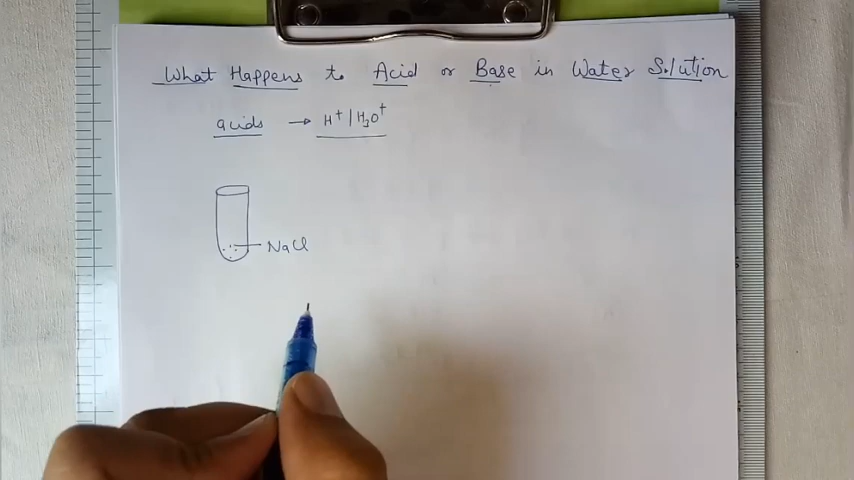 What Happens to Acid or Base in Water Solution
acids → H⁺ | H₃O⁺
NaCl